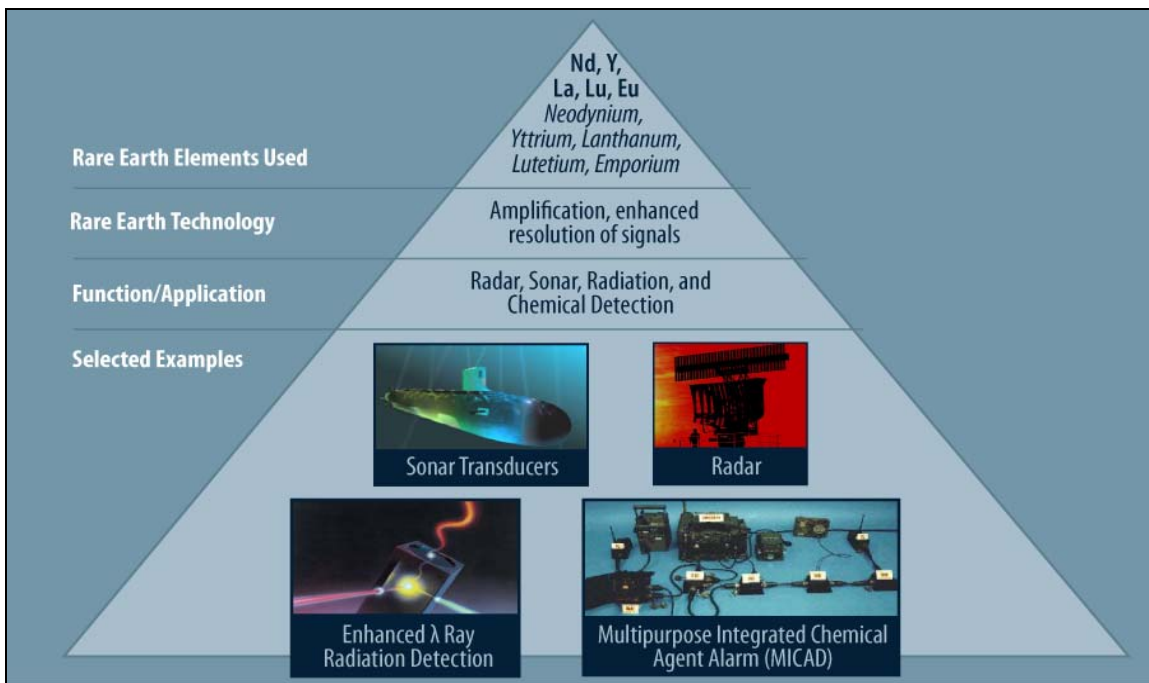 Nd, Y,
La, Lu, Eu
Neodynium,
Yttrium, Lanthanum,
Lutetium, Emporium
Rare Earth Elements Used
Rare Earth Technology
Amplification, enhanced
resolution of signals
Function/Application
Radar, Sonar, Radiation, and
Chemical Detection
Selected Examples
Sonar Transducers
Radar
Enhanced λ Ray
Radiation Detection
Multipurpose Integrated Chemical
Agent Alarm (MICAD)